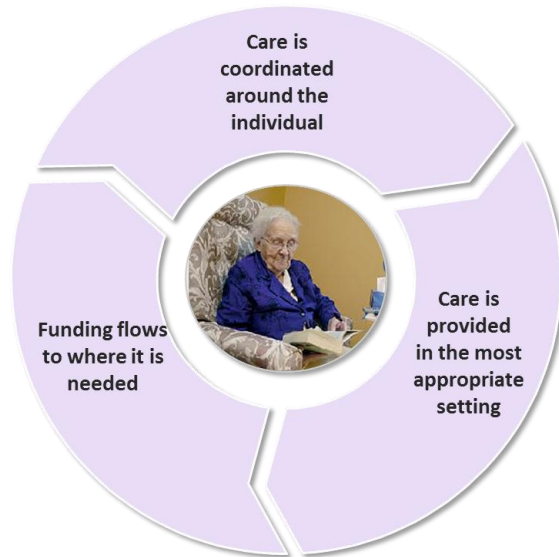 Care is
coordinated
around the
individual
Care is
provided
in the most
appropriate
setting
Funding flows
to where it is
needed